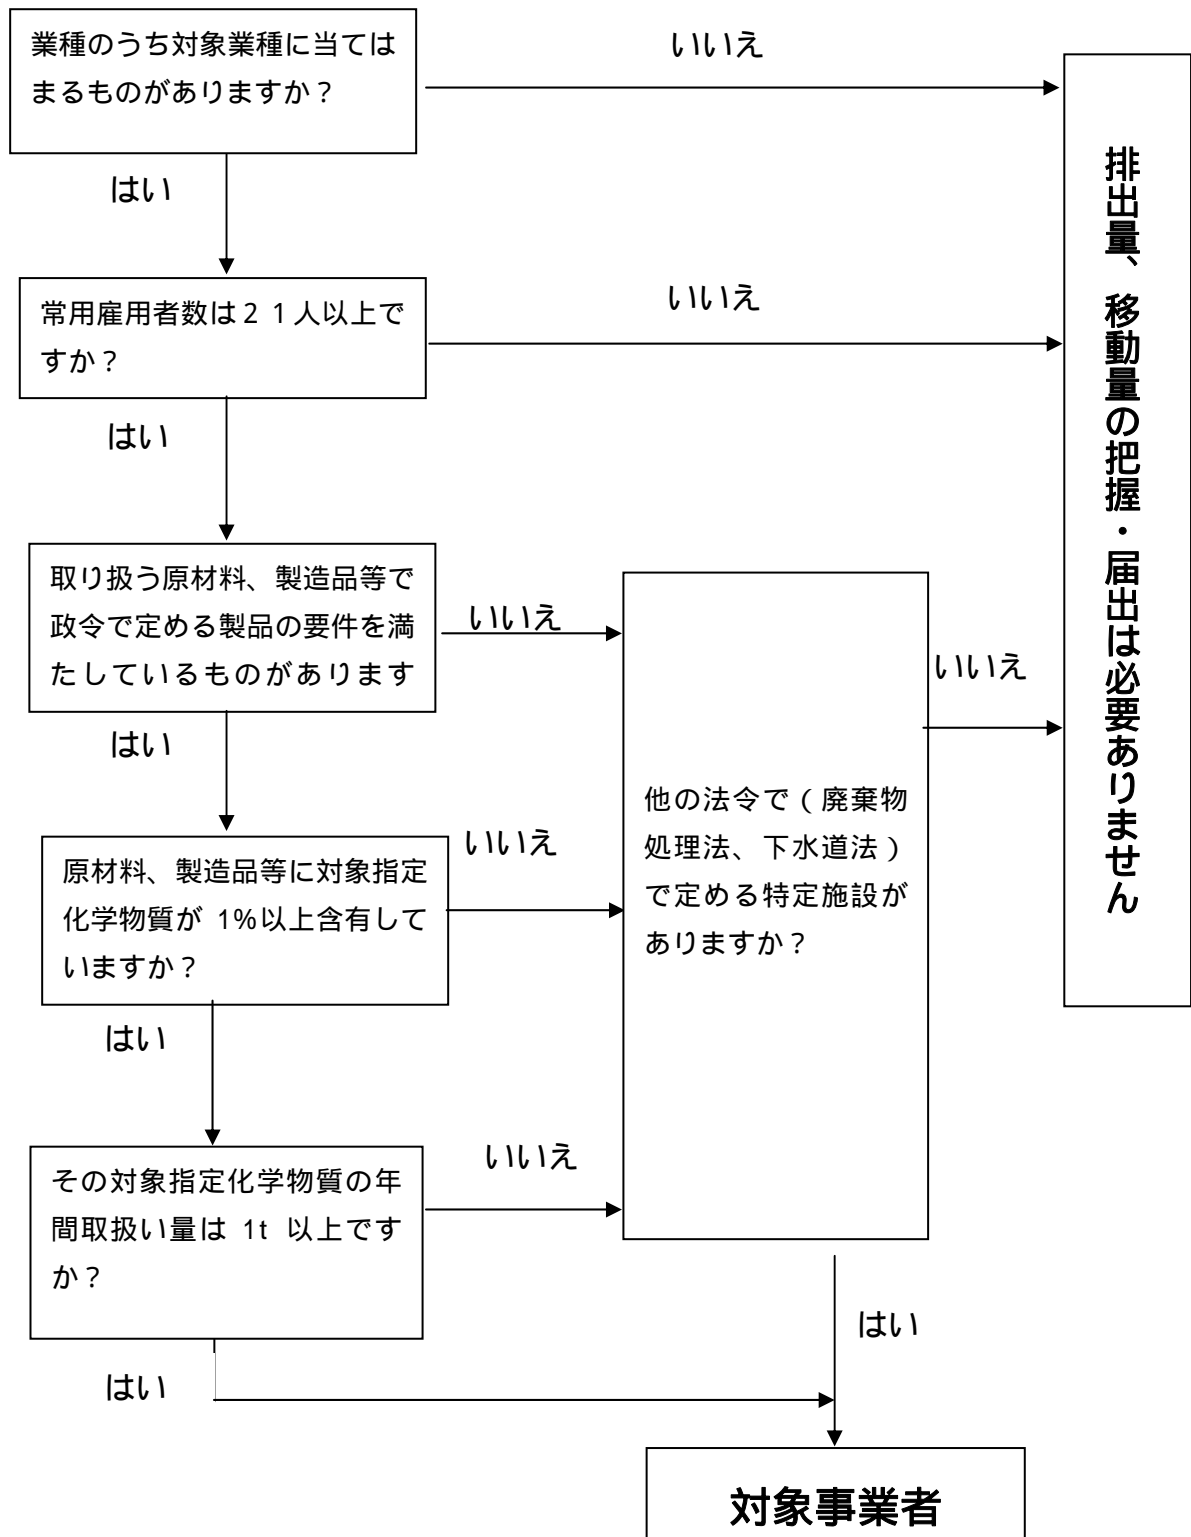 業種のうち対象業種に当ては
まるものがありますか？
いいえ
はい
常用雇用者数は２１人以上で
すか？
いいえ
はい
取り扱う原材料、製造品等で
政令で定める製品の要件を満
たしているものがあります
いいえ
はい
原材料、製造品等に対象指定
化学物質が 1%以上含有して
いますか？
いいえ
はい
その対象指定化学物質の年
間取扱い量は 1t 以上です
か？
いいえ
はい
他の法令で（廃棄物
処理法、下水道法）
で定める特定施設が
ありますか？
いいえ
はい
排出量、移動量の把握・届出は必要ありません
対象事業者